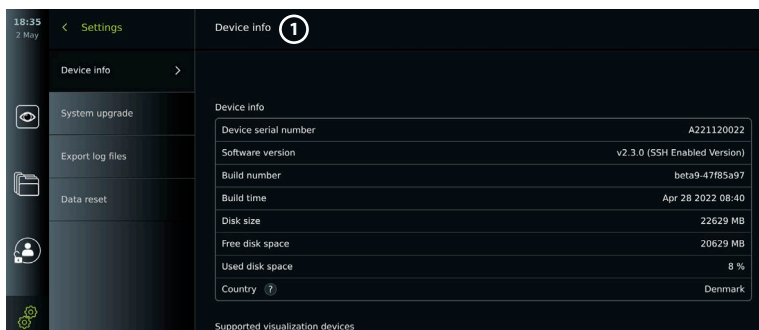 18:35
2 May
< Settings
Device info
1
Device info >
System upgrade
Export log files
Data reset
Device info
Device serial number A221120022
Software version v2.3.0 (SSH Enabled Version)
Build number beta9-47f85a97
Build time Apr 28 2022 08:40
Disk size 22629 MB
Free disk space 20629 MB
Used disk space 8 %
Country ? Denmark
Supported visualization devices